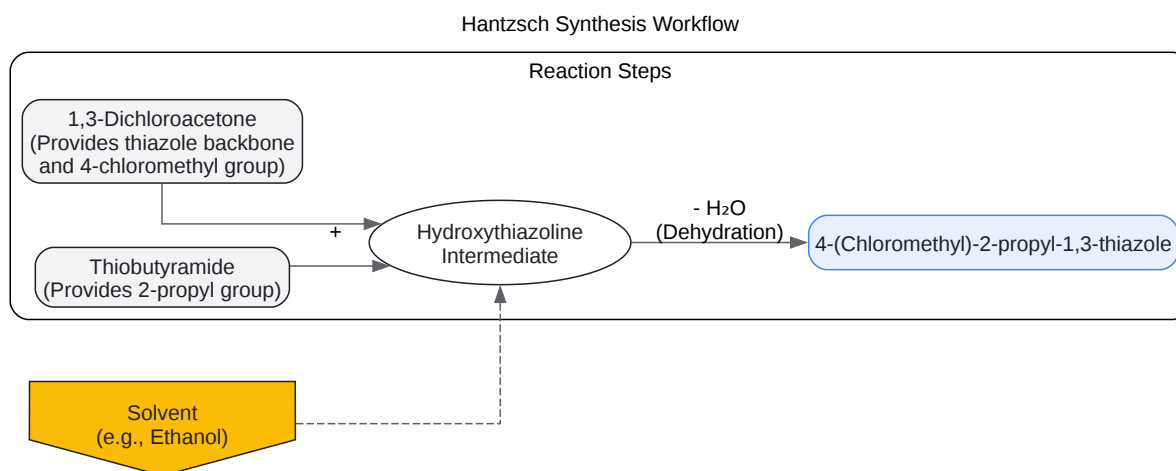 Hantzsch Synthesis Workflow
Reaction Steps
1,3-Dichloroacetone
(Provides thiazole backbone
and 4-chloromethyl group)
+
Thiobutyramide
(Provides 2-propyl group)
Hydroxythiazoline
Intermediate
- H₂O
(Dehydration)
4-(Chloromethyl)-2-propyl-1,3-thiazole
Solvent
(e.g., Ethanol)